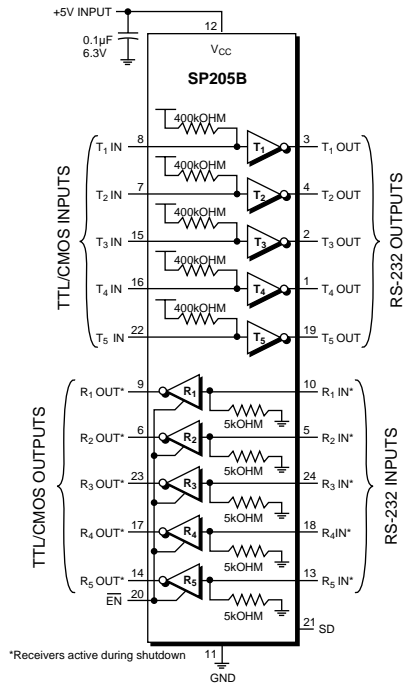 +5V INPUT
12
0.1µF
6.3V
VCC
SP205B
400kOHM
T1 IN 8 T1 3 T1 OUT
400kOHM
T2 IN 7 T2 4 T2 OUT
400kOHM
T3 IN 15 T3 2 T3 OUT
400kOHM
T4 IN 16 T4 1 T4 OUT
400kOHM
T5 IN 22 T5 19 T5 OUT
TTL/CMOS INPUTS
RS-232 OUTPUTS
R1 OUT* 9 R1 10 R1 IN*
5kOHM
R2 OUT* 6 R2 5 R2 IN*
5kOHM
R3 OUT* 23 R3 24 R3 IN*
5kOHM
R4 OUT* 17 R4 18 R4IN*
5kOHM
R5 OUT* 14 R5 13 R5 IN*
5kOHM
TTL/CMOS OUTPUTS
RS-232 INPUTS
E̅N̅ 20
21 SD
*Receivers active during shutdown
11
GND